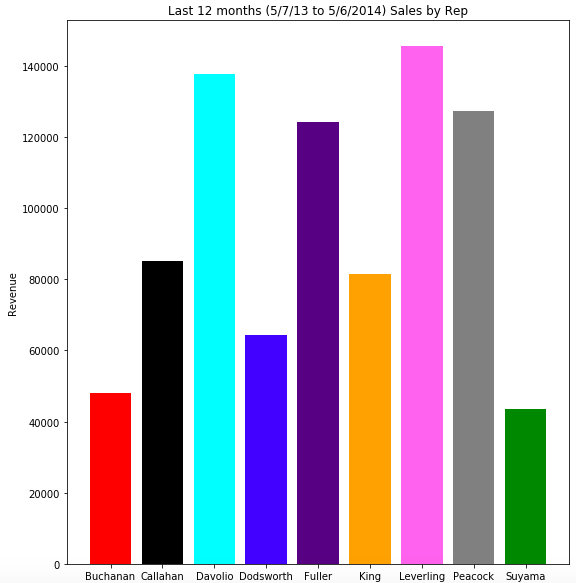 Last 12 months (5/7/13 to 5/6/2014) Sales by Rep
140000
120000
100000
80000
60000
40000
20000
0
Revenue
Buchanan Callahan Davolio Dodsworth Fuller King Leverling Peacock Suyama